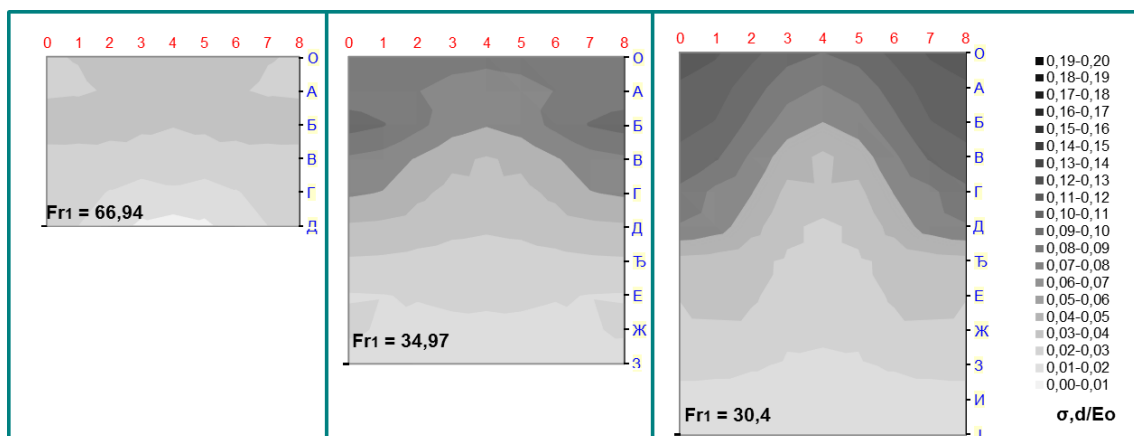 0 1 2 3 4 5 6 7 8
О
А
Б
В
Г
Д
Fr1 = 66,94
0 1 2 3 4 5 6 7 8
О
А
Б
В
Г
Д
Ђ
Е
Ж
З
Fr1 = 34,97
0 1 2 3 4 5 6 7 8
О
А
Б
В
Г
Д
Ђ
Е
Ж
З
И
Fr1 = 30,4
0,19-0,20
0,18-0,19
0,17-0,18
0,16-0,17
0,15-0,16
0,14-0,15
0,13-0,14
0,12-0,13
0,11-0,12
0,10-0,11
0,09-0,10
0,08-0,09
0,07-0,08
0,06-0,07
0,05-0,06
0,04-0,05
0,03-0,04
0,02-0,03
0,01-0,02
0,00-0,01
σ,d/Eo